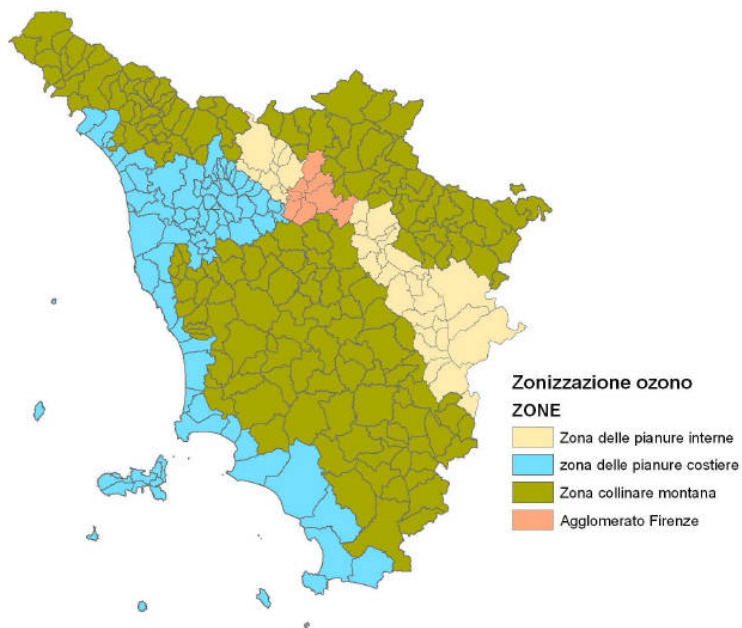 Zonizzazione ozono
ZONE
Zona delle pianure interne
zona delle pianure costiere
Zona collinare montana
Agglomerato Firenze